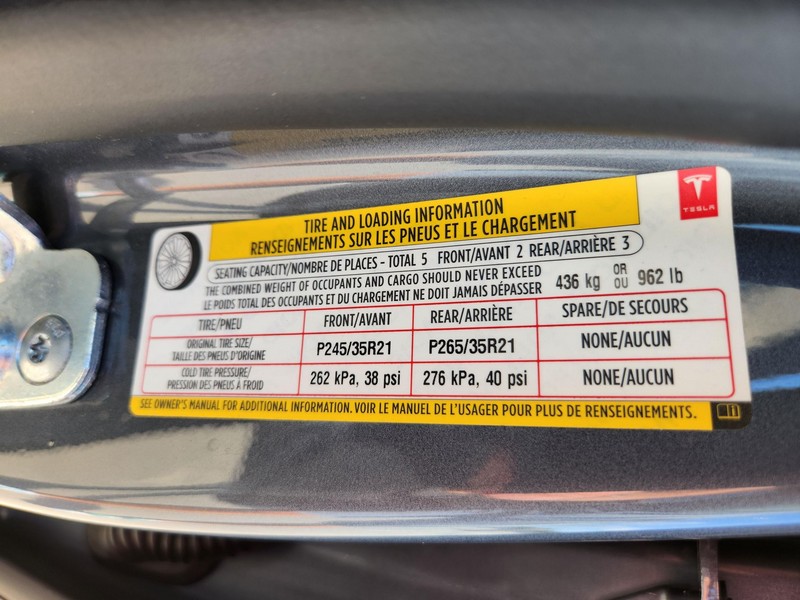 TIRE AND LOADING INFORMATION
RENSEIGNEMENTS SUR LES PNEUS ET LE CHARGEMENT
TESLA
SEATING CAPACITY/NOMBRE DE PLACES - TOTAL 5 FRONT/AVANT 2 REAR/ARRIÈRE 3
THE COMBINED WEIGHT OF OCCUPANTS AND CARGO SHOULD NEVER EXCEED
LE POIDS TOTAL DES OCCUPANTS ET DU CHARGEMENT NE DOIT JAMAIS DÉPASSER
436 kg OR OU 962 lb
TIRE/PNEU FRONT/AVANT REAR/ARRIÈRE SPARE/DE SECOURS
ORIGINAL TIRE SIZE/
TAILLE DES PNEUS D'ORIGINE
P245/35R21 P265/35R21 NONE/AUCUN
COLD TIRE PRESSURE/
PRESSION DES PNEUS À FROID
262 kPa, 38 psi 276 kPa, 40 psi NONE/AUCUN
SEE OWNER'S MANUAL FOR ADDITIONAL INFORMATION. VOIR LE MANUEL DE L'USAGER POUR PLUS DE RENSEIGNEMENTS.